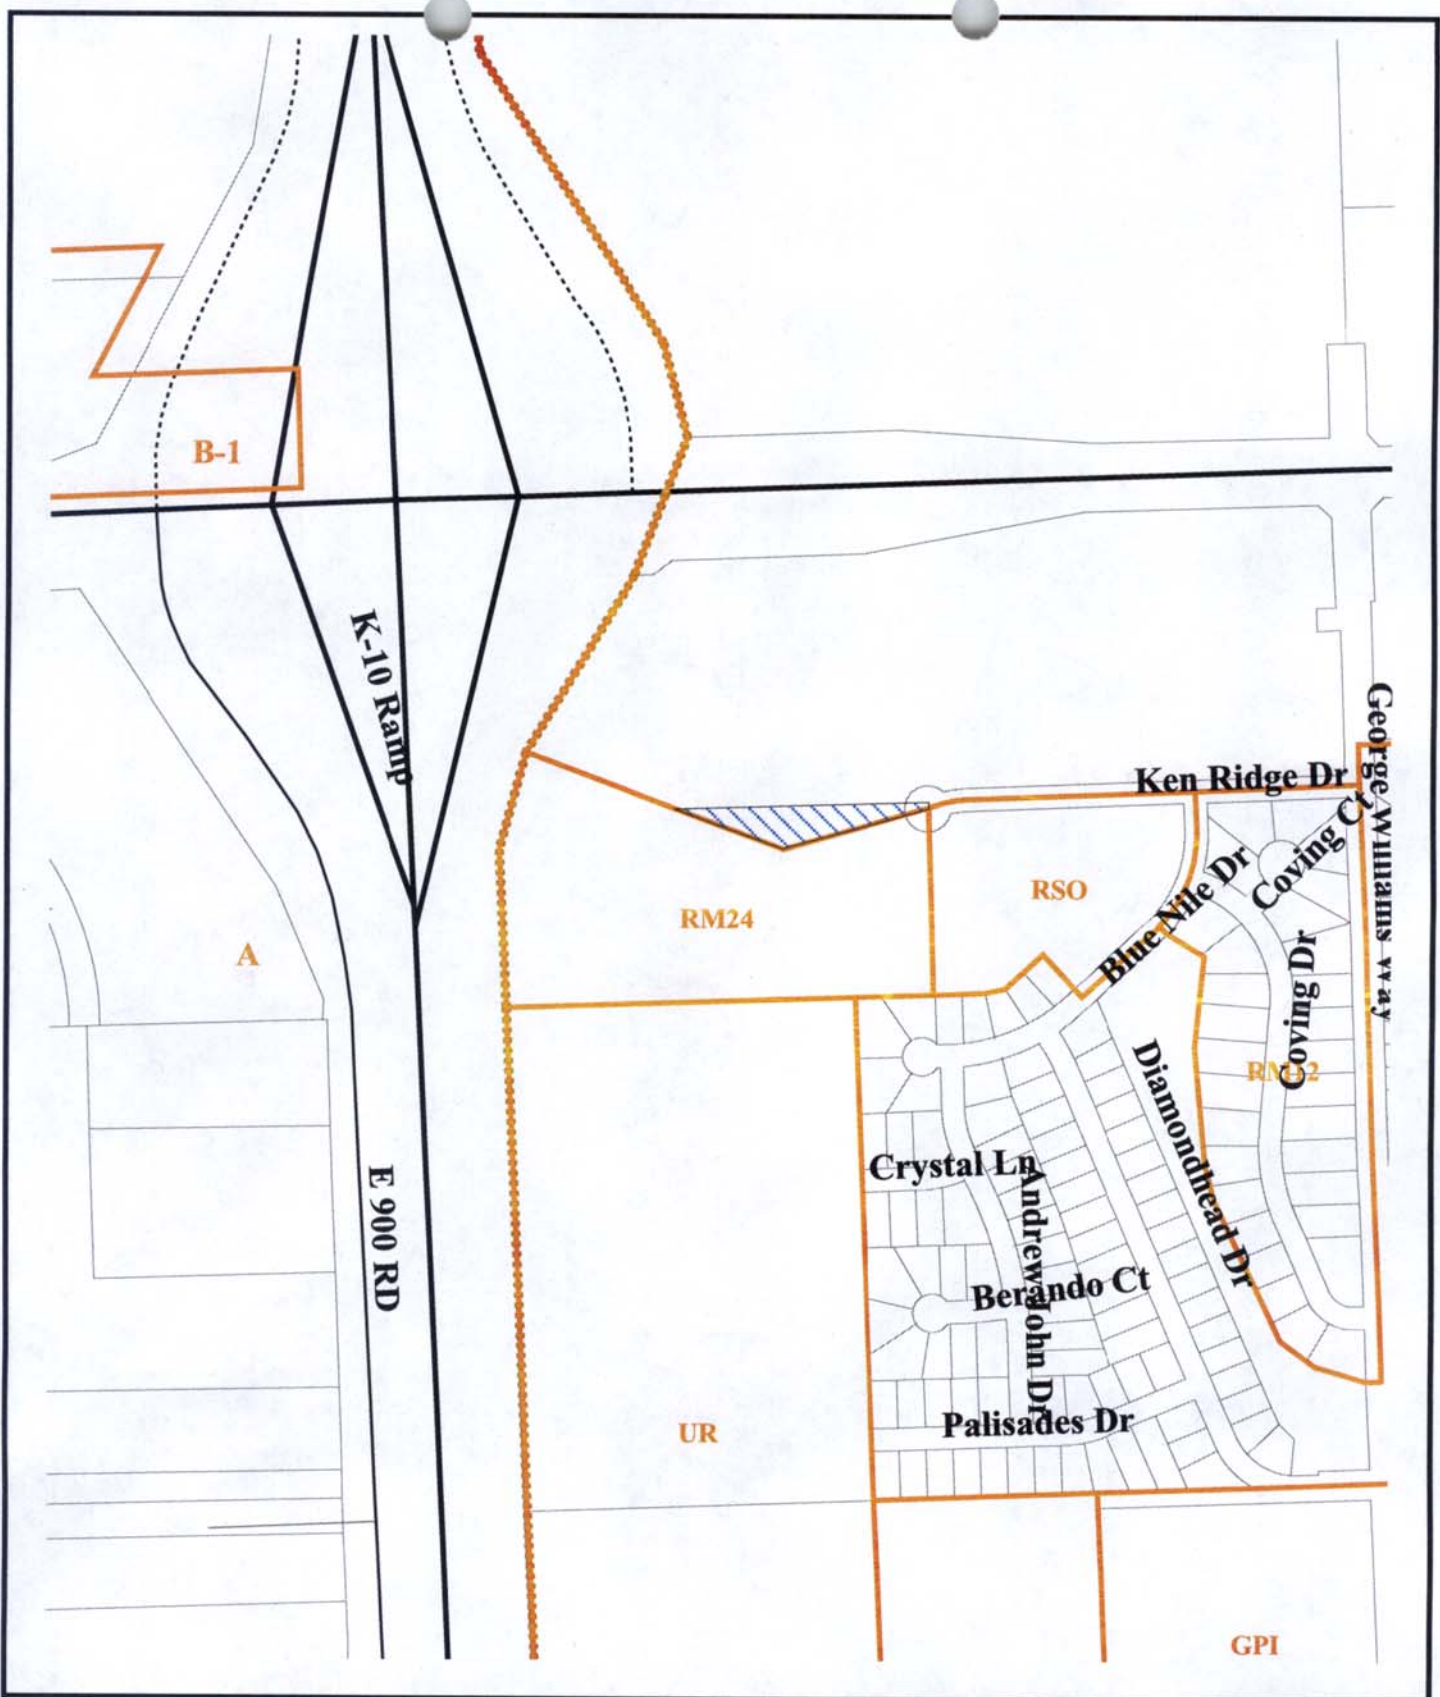 B-1
K-10 Ramp
George Williams Way
Ken Ridge Dr
Coving Ct
Blue Nile Dr
RSO
RM24
A
Coving Dr
RM12
Diamondhead Dr
Crystal Ln
Andrew John Dr
E 900 RD
Berando Ct
Palisades Dr
UR
GPI